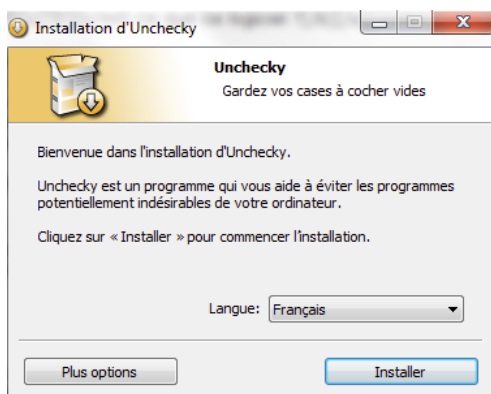 Installation d'Unchecky
Unchecky
Gardez vos cases à cocher vides
Bienvenue dans l'installation d'Unchecky.
Unchecky est un programme qui vous aide à éviter les programmes
potentiellement indésirables de votre ordinateur.
Cliquez sur « Installer » pour commencer l'installation.
Langue: Français
Plus options
Installer